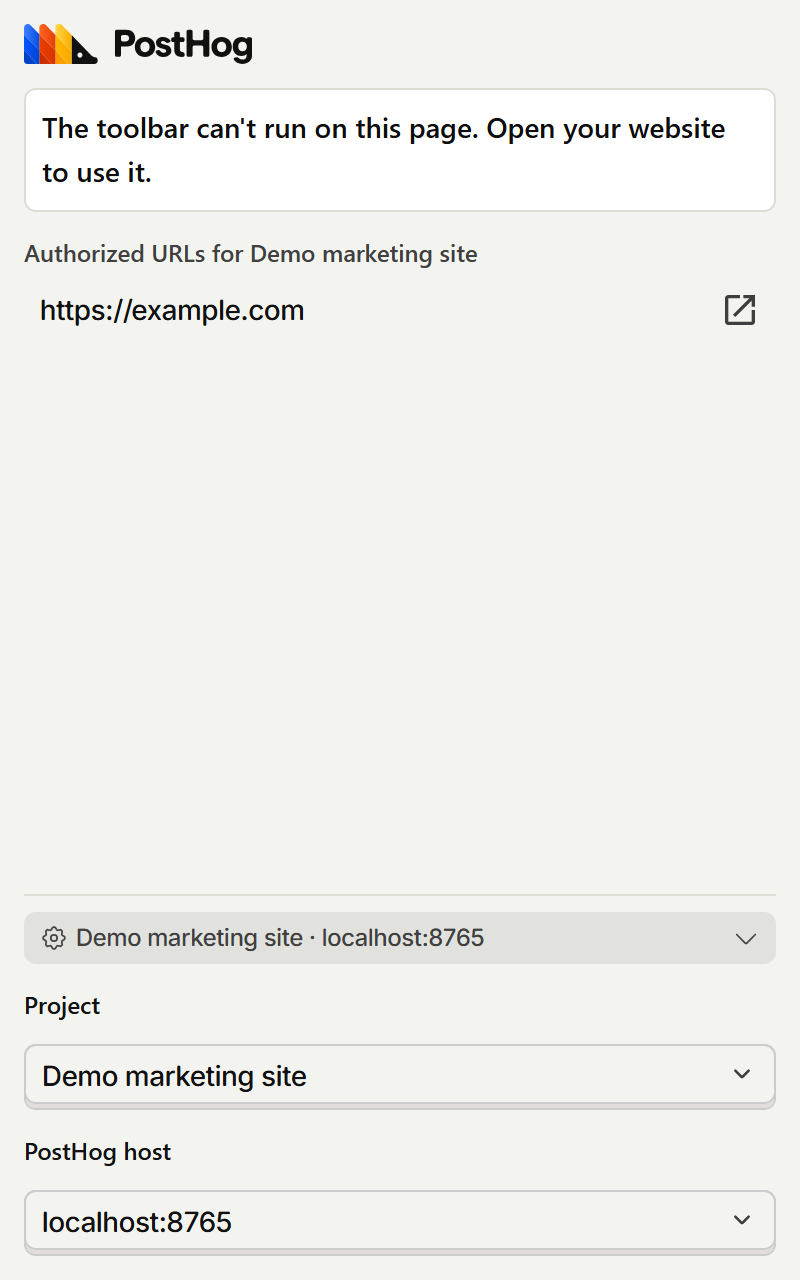 PostHog
The toolbar can't run on this page. Open your website
to use it.
Authorized URLs for Demo marketing site
https://example.com
Demo marketing site · localhost:8765
Project
Demo marketing site
PostHog host
localhost:8765